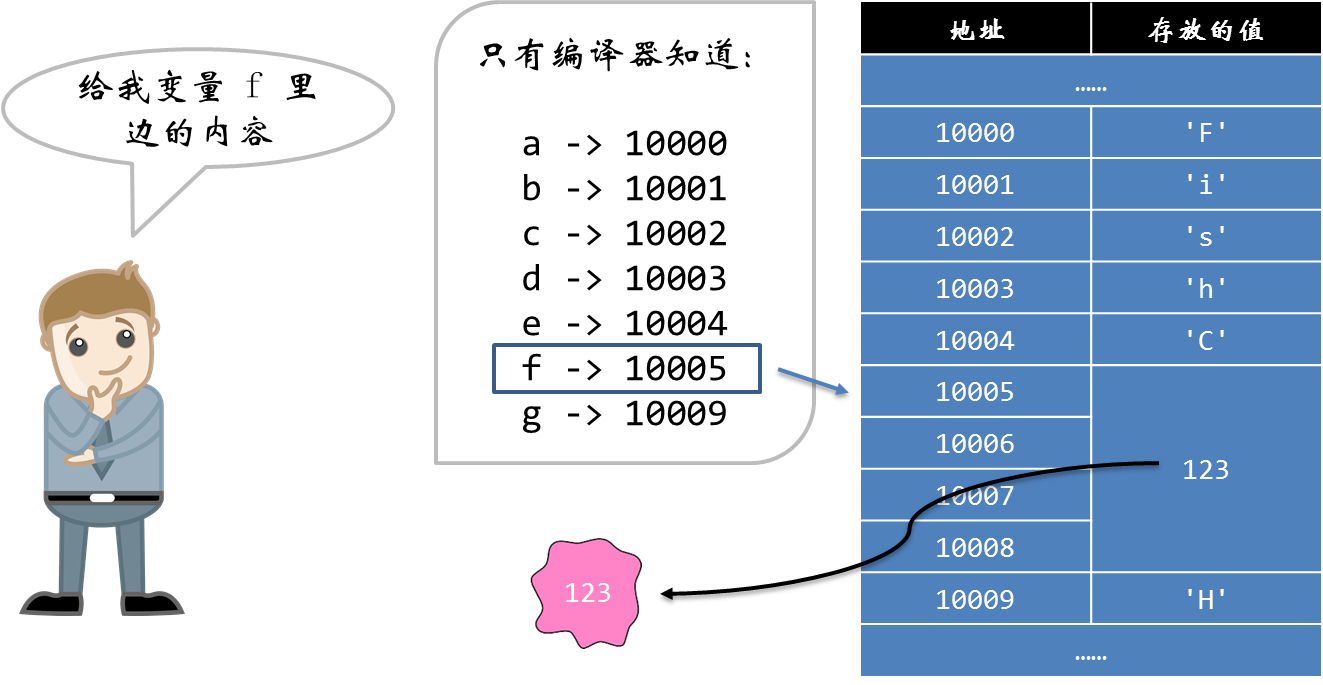 给我变量 f 里
边的内容
只有编译器知道:
a -> 10000
b -> 10001
c -> 10002
d -> 10003
e -> 10004
f -> 10005
g -> 10009
123
地址 存放的值
……
10000 'F'
10001 'i'
10002 's'
10003 'h'
10004 'C'
10005
10006
123
10007
10008
10009 'H'
……